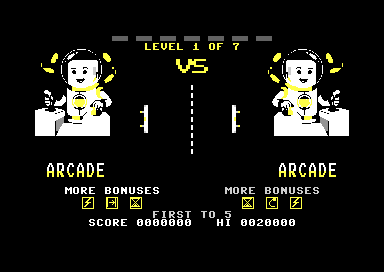 LEVEL 1 OF 7
VS
ARCADE ARCADE
MORE BONUSES MORE BONUSES
FIRST TO 5
SCORE 0000000 HI 0020000